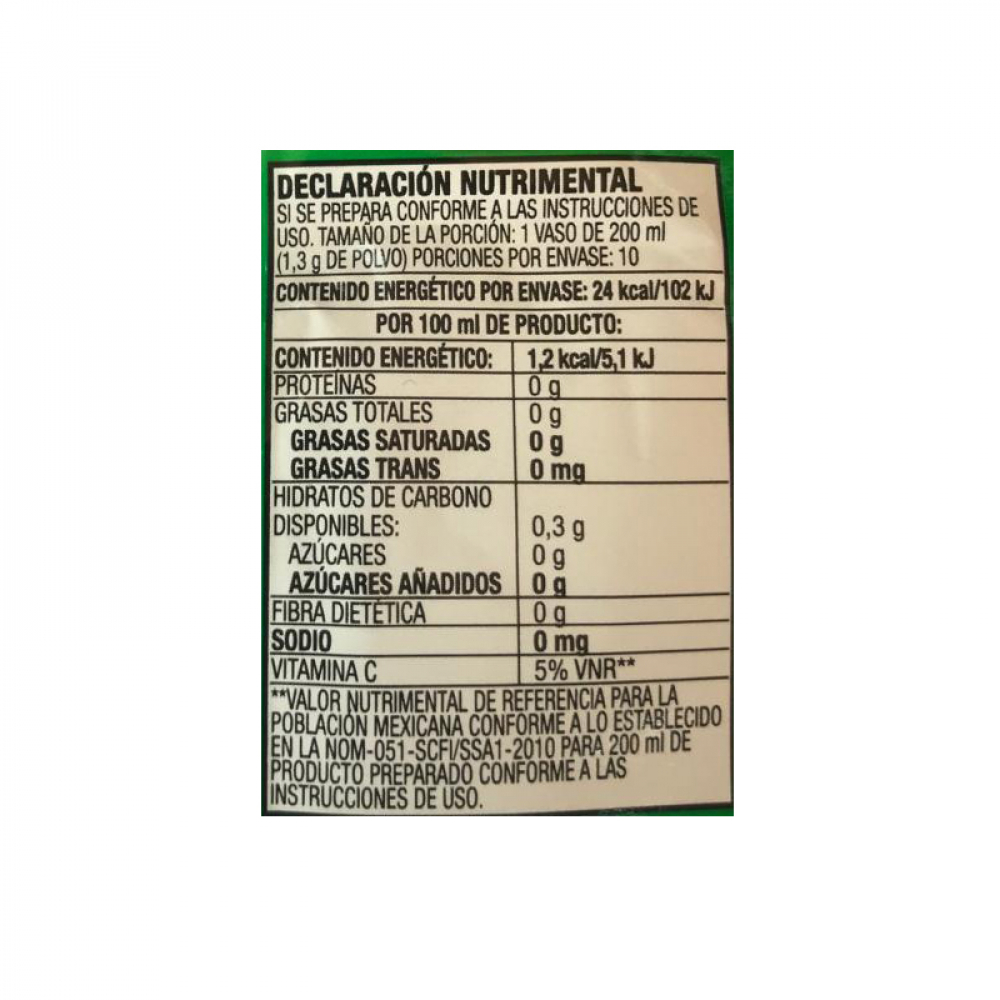 DECLARACIÓN NUTRIMENTAL
SI SE PREPARA CONFORME A LAS INSTRUCCIONES DE
USO. TAMAÑO DE LA PORCIÓN: 1 VASO DE 200 ml
(1,3 g DE POLVO) PORCIONES POR ENVASE: 10
CONTENIDO ENERGÉTICO POR ENVASE: 24 kcal/102 kJ
POR 100 ml DE PRODUCTO:
CONTENIDO ENERGÉTICO: 1,2 kcal/5,1 kJ
PROTEÍNAS 0 g
GRASAS TOTALES 0 g
GRASAS SATURADAS 0 g
GRASAS TRANS 0 mg
HIDRATOS DE CARBONO
DISPONIBLES: 0,3 g
AZÚCARES 0 g
AZÚCARES AÑADIDOS 0 g
FIBRA DIETÉTICA 0 g
SODIO 0 mg
VITAMINA C 5% VNR**
**VALOR NUTRIMENTAL DE REFERENCIA PARA LA
POBLACIÓN MEXICANA CONFORME A LO ESTABLECIDO
EN LA NOM-051-SCFI/SSA1-2010 PARA 200 ml DE
PRODUCTO PREPARADO CONFORME A LAS
INSTRUCCIONES DE USO.